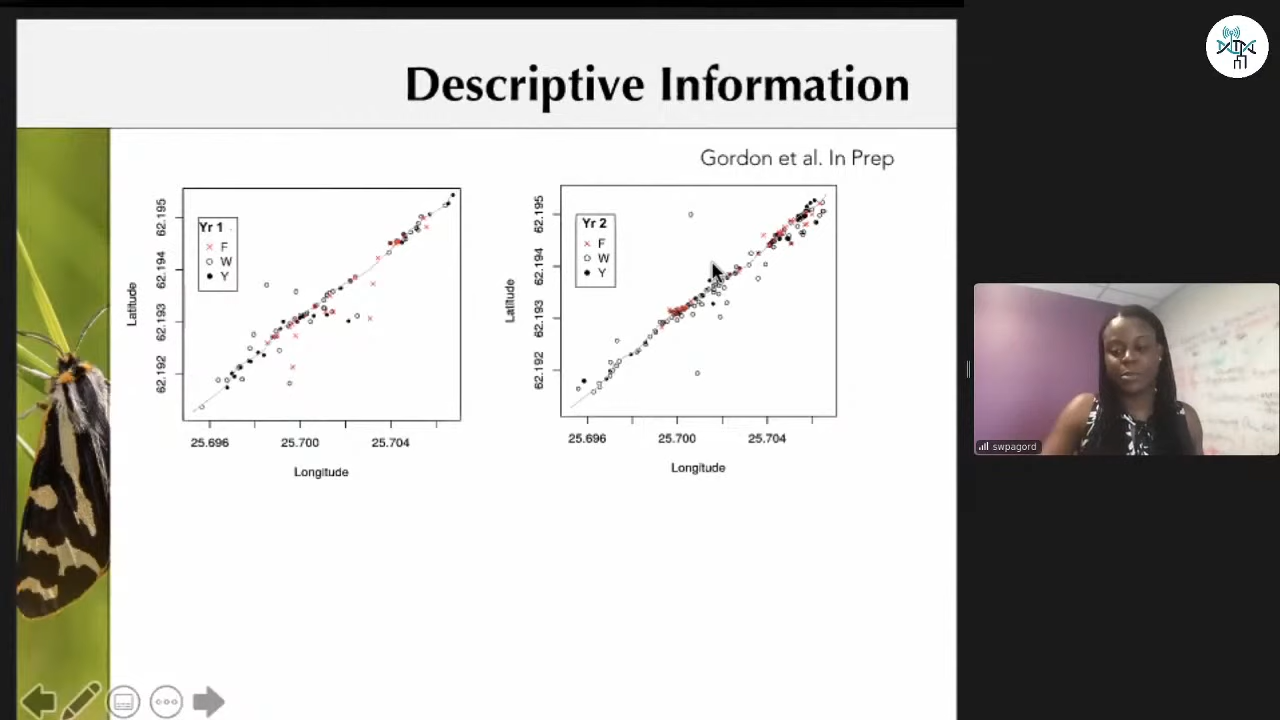 Descriptive Information
Gordon et al. In Prep
Yr 1
F
W
Y
Latitude
62.195
62.194
62.193
62.192
25.696
25.700
25.704
Longitude
Yr 2
F
W
Y
Latitude
62.195
62.194
62.193
62.192
25.696
25.700
25.704
Longitude
swpagord